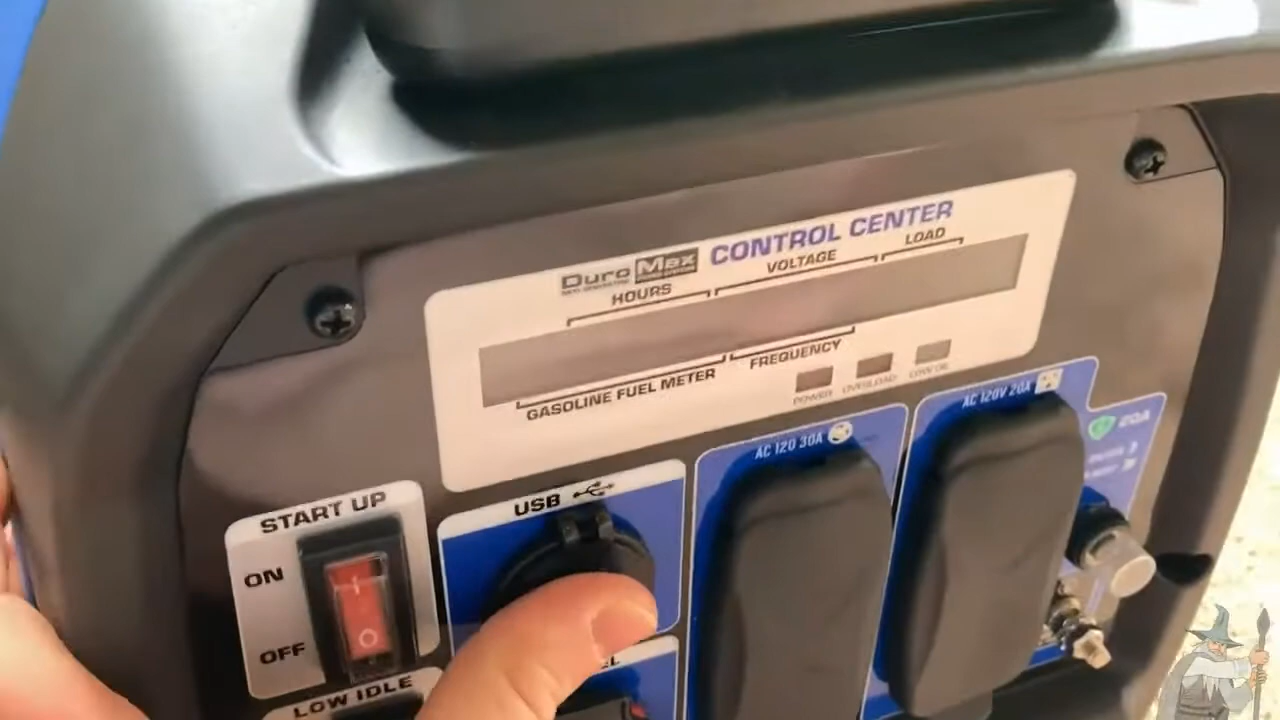 DuroMax CONTROL CENTER
HOURS
VOLTAGE
LOAD
GASOLINE FUEL METER
FREQUENCY
POWER
OVERLOAD
LOW OIL
START UP
ON
OFF
LOW IDLE
USB
AC 120 30A
AC 120V 20A
20A